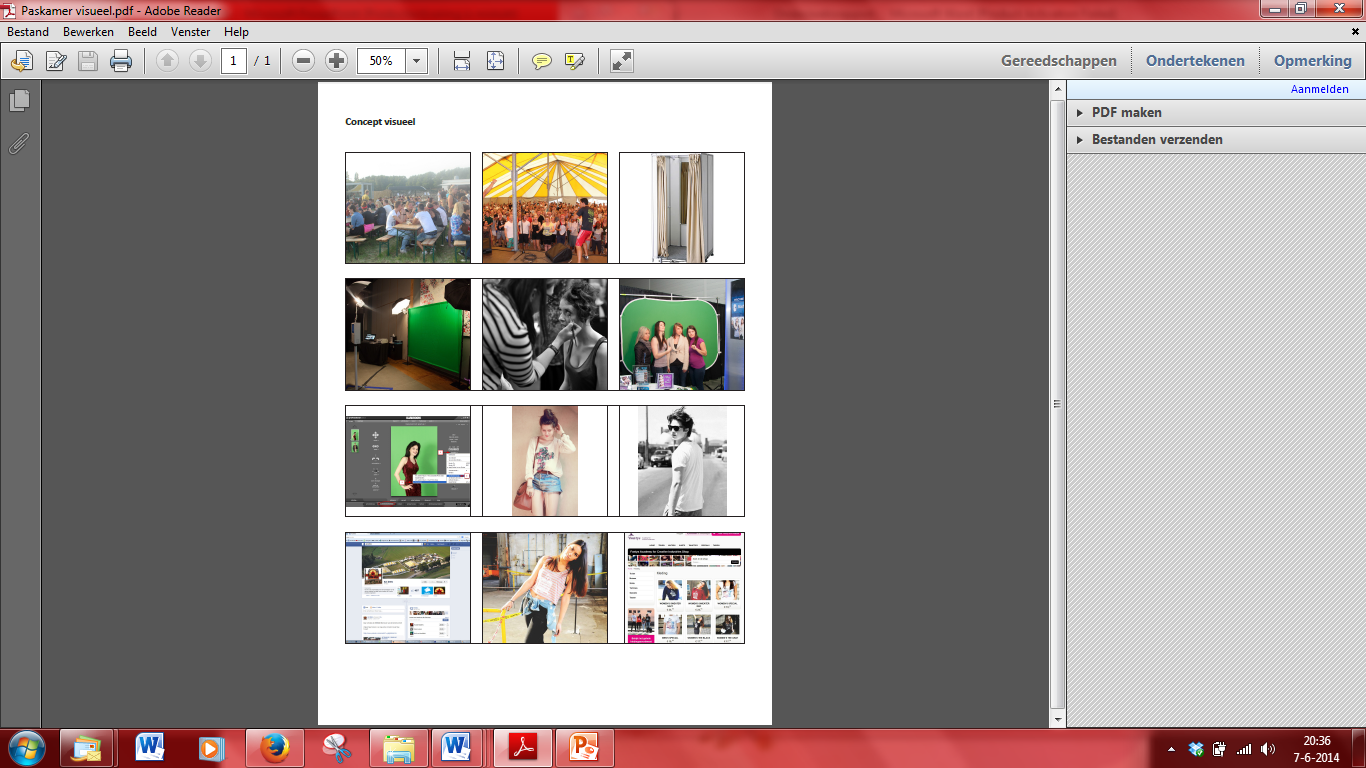 Paskamer visueel.pdf - Adobe Reader
Bestand Bewerken Beeld Venster Help
1 / 1 50% Gereedschappen Ondertekenen Opmerking
Aanmelden
PDF maken
Bestanden verzenden
Concept visueel
20:36
7-6-2014